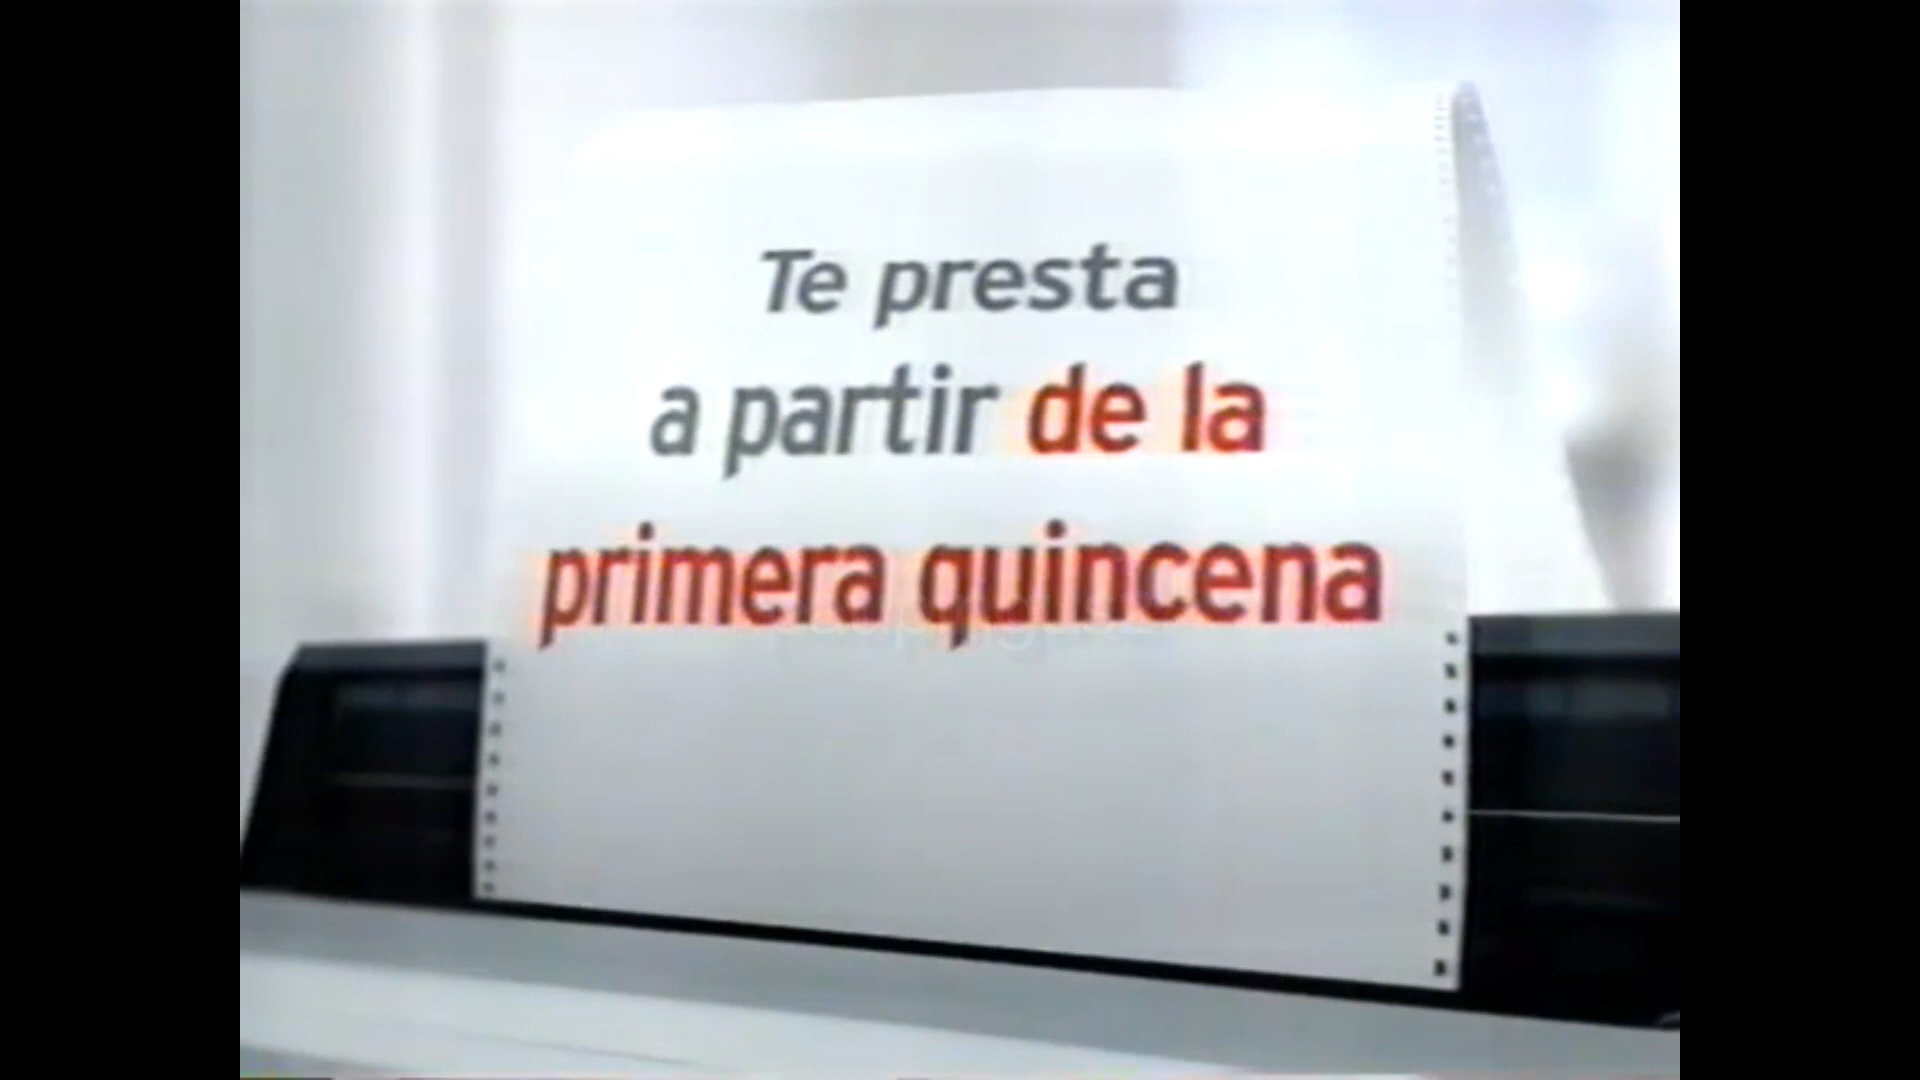 Te presta
a partir de la
primera quincena